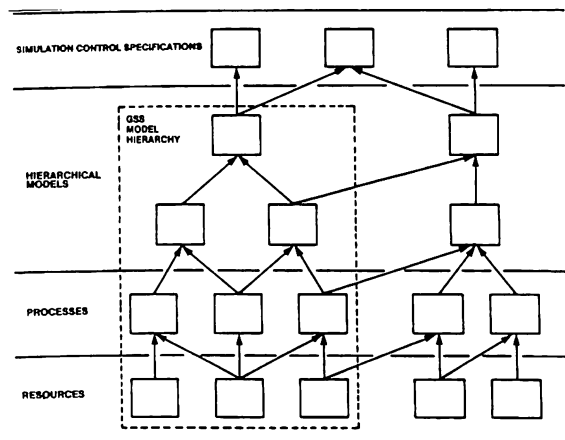 SIMULATION CONTROL SPECIFICATIONS
GSS
MODEL
HIERARCHY
HIERARCHICAL
MODELS
PROCESSES
RESOURCES